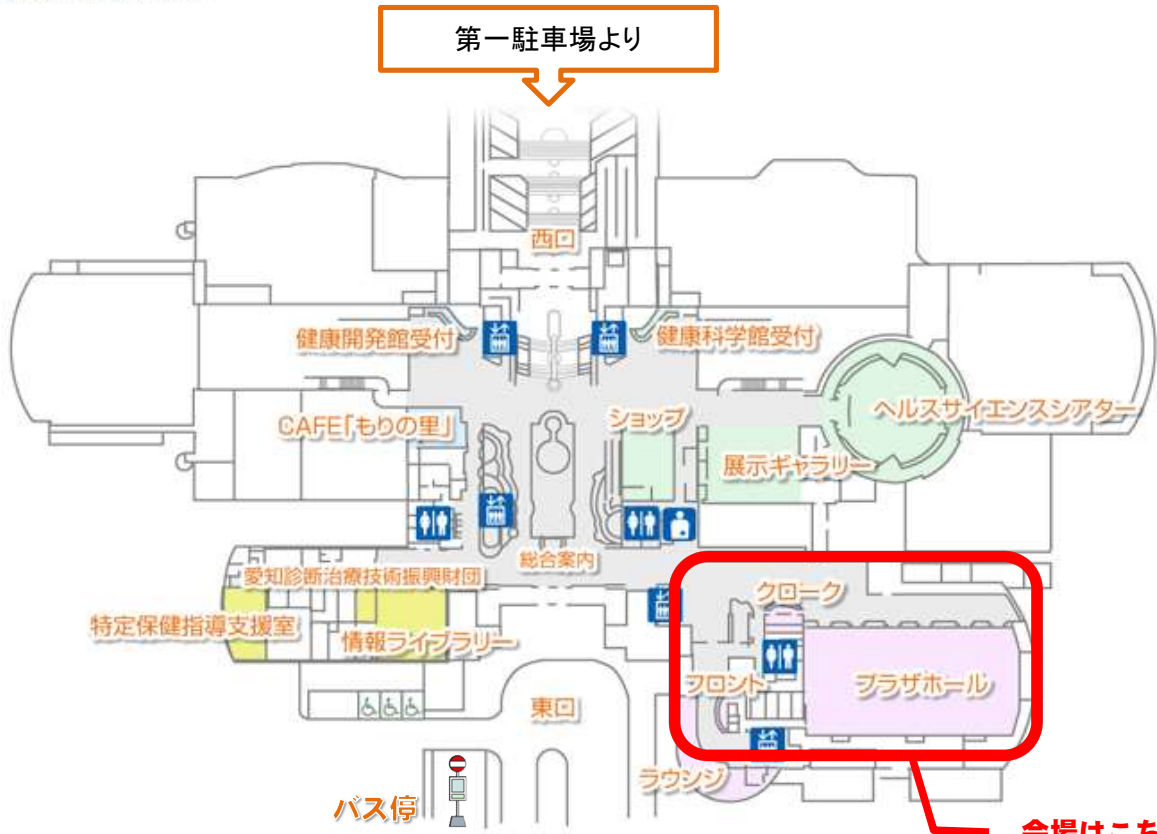 第一駐車場より
西口
健康開発館受付
健康科学館受付
CAFE「もりの里」
ショップ
ヘルスサイエンスシアター
展示ギャラリー
総合案内
愛知診断治療技術振興財団
クローク
特定保健指導支援室
情報ライブラリー
フロント
プラザホール
東口
ラウンジ
バス停
会場はこち